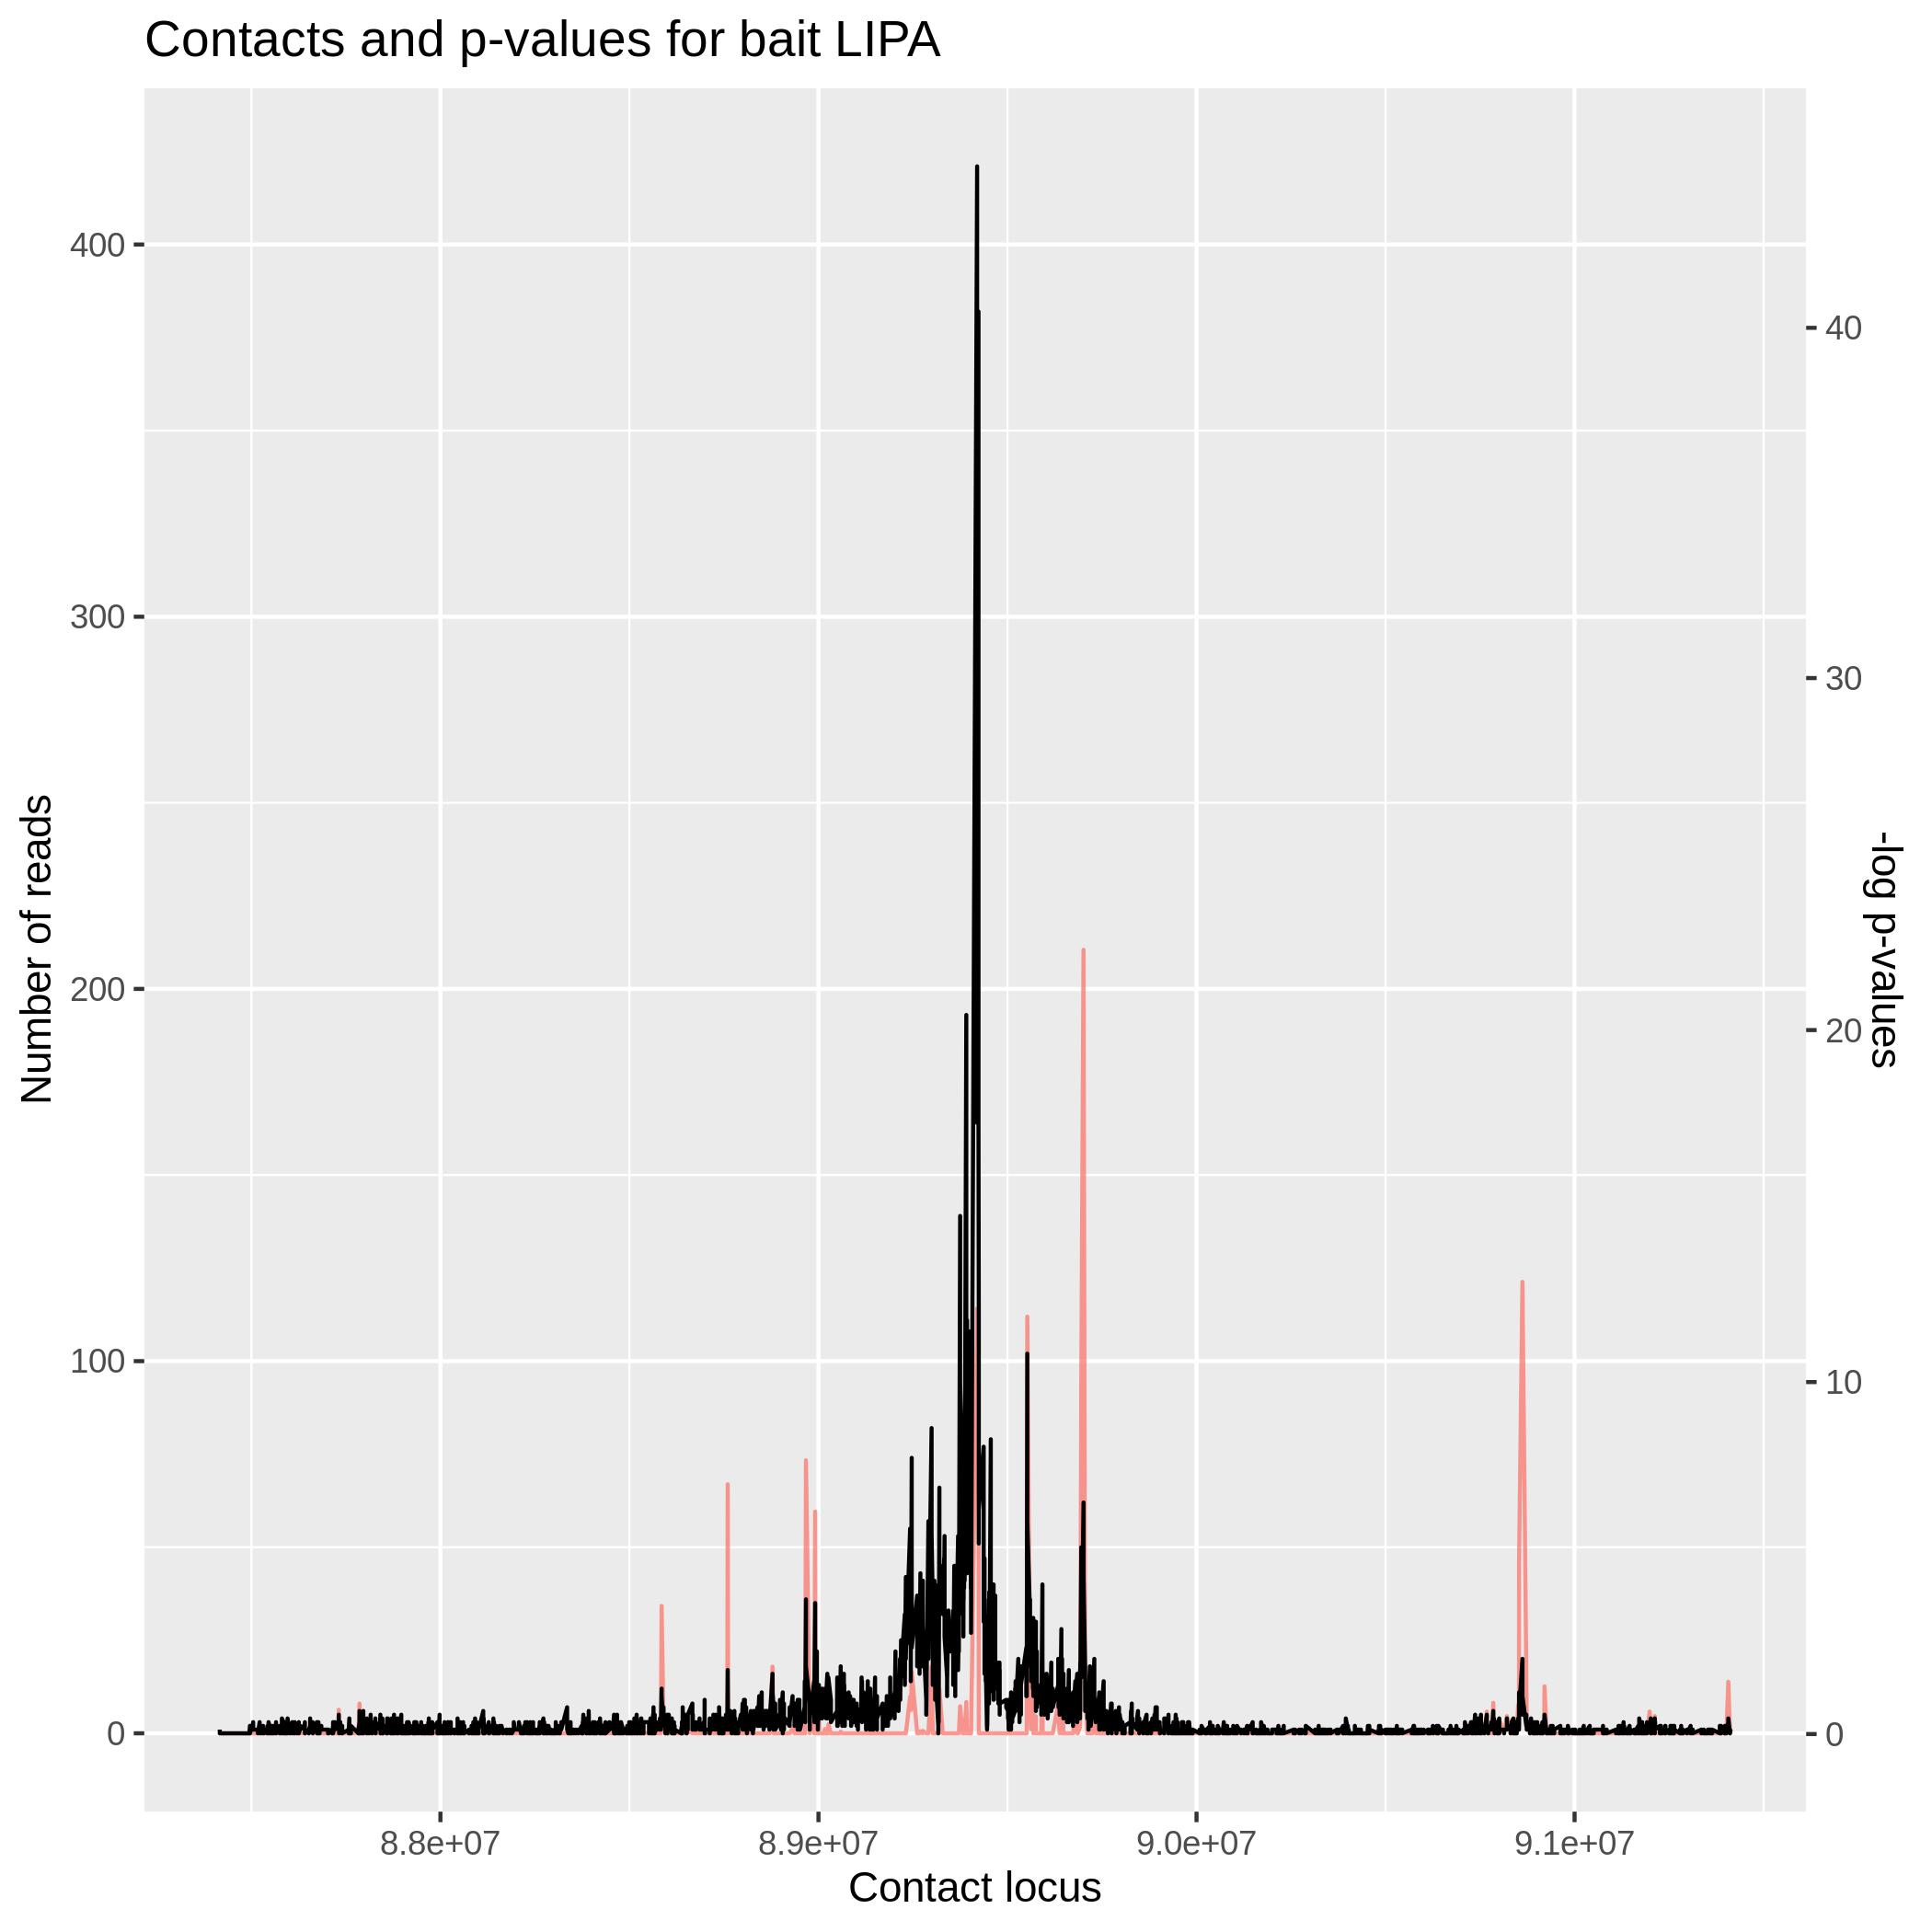 Contacts and p-values for bait LIPA
Number of reads
400
300
200
100
0
40
30
20
10
0
-log p-values
8.8e+07
8.9e+07
9.0e+07
9.1e+07
Contact locus